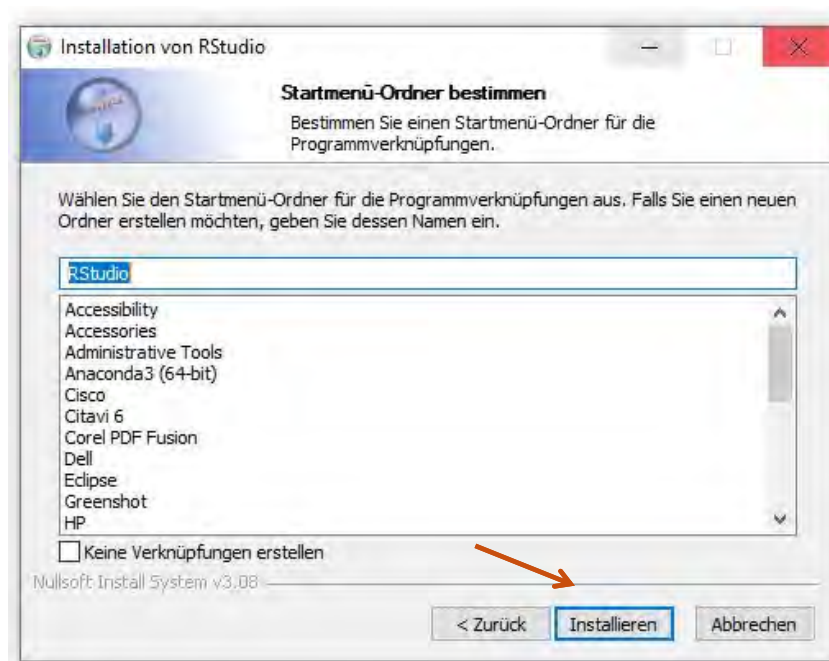 Installation von RStudio
Startmenü-Ordner bestimmen
Bestimmen Sie einen Startmenü-Ordner für die
Programmverknüpfungen.
Wählen Sie den Startmenü-Ordner für die Programmverknüpfungen aus. Falls Sie einen neuen
Ordner erstellen möchten, geben Sie dessen Namen ein.
RStudio
Accessibility
Accessories
Administrative Tools
Anaconda3 (64-bit)
Cisco
Citavi 6
Corel PDF Fusion
Dell
Eclipse
Greenshot
HP
Keine Verknüpfungen erstellen
Nullsoft Install System v3.08
< Zurück Installieren Abbrechen